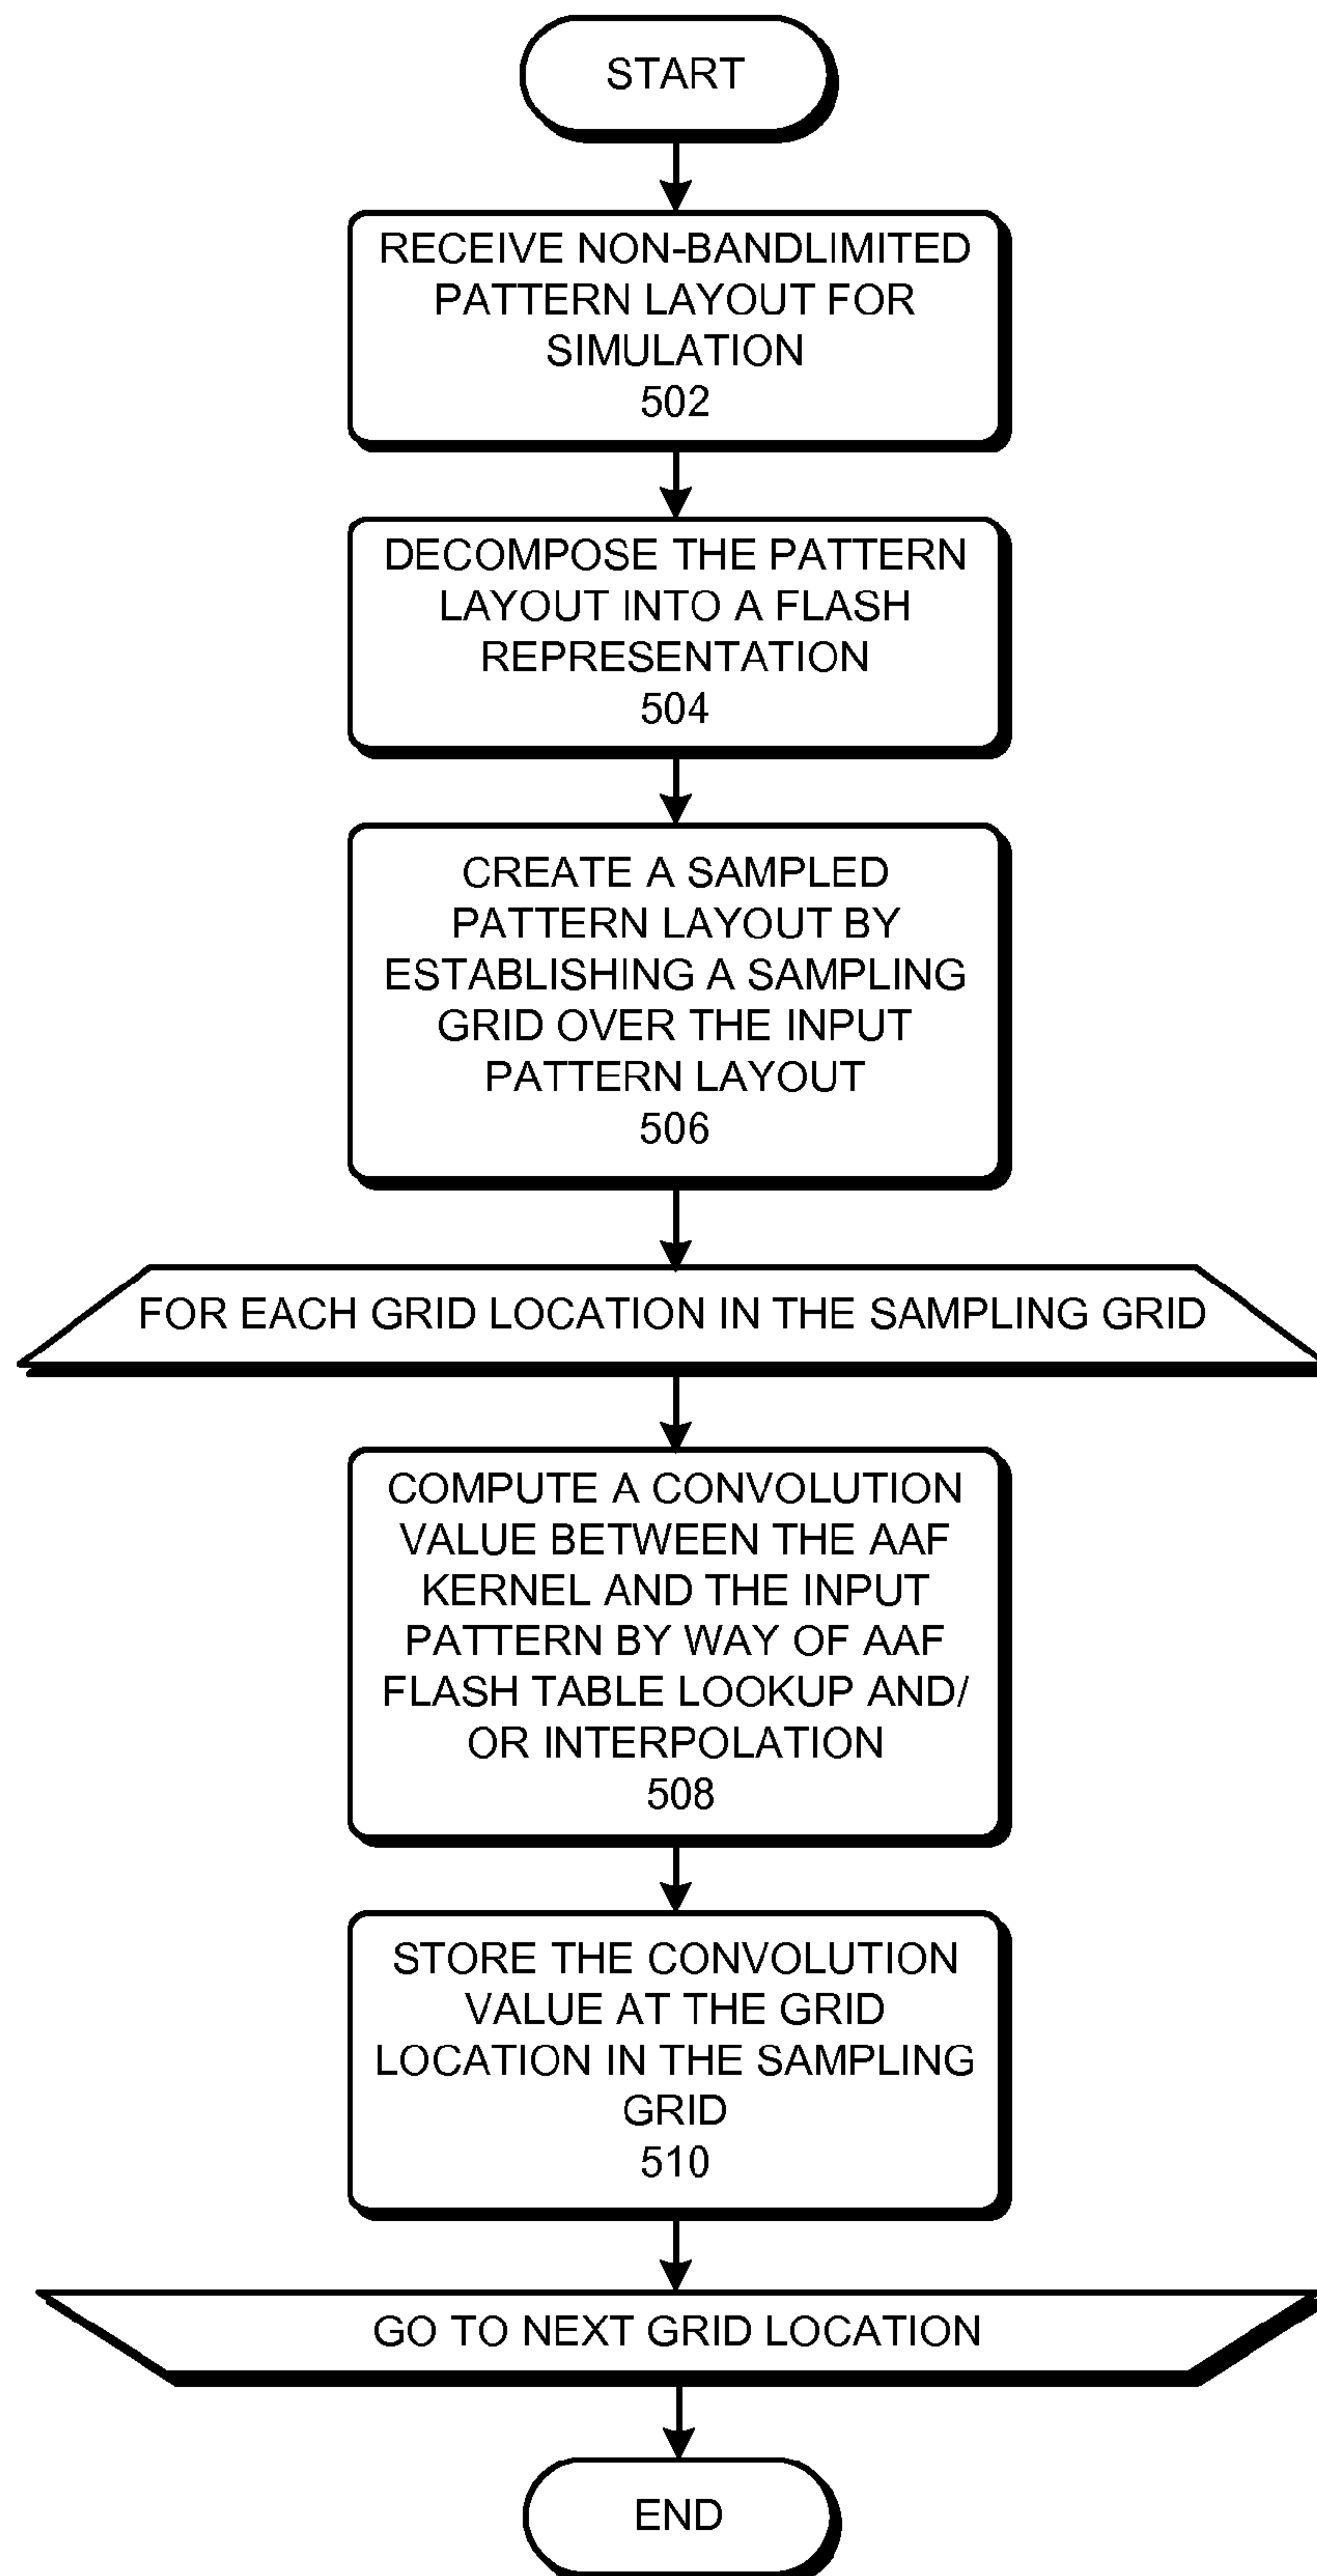 START
RECEIVE NON-BANDLIMITED
PATTERN LAYOUT FOR
SIMULATION
502
DECOMPOSE THE PATTERN
LAYOUT INTO A FLASH
REPRESENTATION
504
CREATE A SAMPLED
PATTERN LAYOUT BY
ESTABLISHING A SAMPLING
GRID OVER THE INPUT
PATTERN LAYOUT
506
FOR EACH GRID LOCATION IN THE SAMPLING GRID
COMPUTE A CONVOLUTION
VALUE BETWEEN THE AAF
KERNEL AND THE INPUT
PATTERN BY WAY OF AAF
FLASH TABLE LOOKUP AND/
OR INTERPOLATION
508
STORE THE CONVOLUTION
VALUE AT THE GRID
LOCATION IN THE SAMPLING
GRID
510
GO TO NEXT GRID LOCATION
END